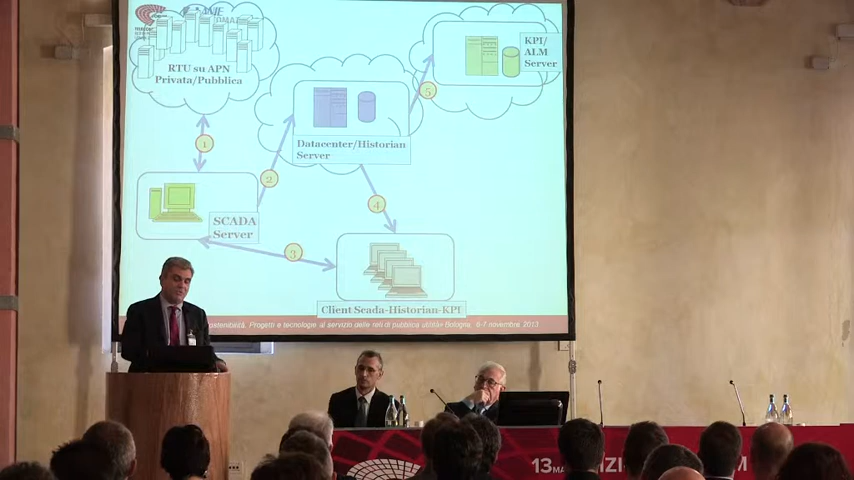 RTU su APN
Privata/Pubblica
KPI/
ALM
Server
5
Datacenter/Historian
Server
1
2
4
SCADA
Server
3
Client Scada-Historian-KPI
sostenibilità. Progetti e tecnologie al servizio delle reti di pubblica utilità - Bologna, 6-7 novembre 2013
13